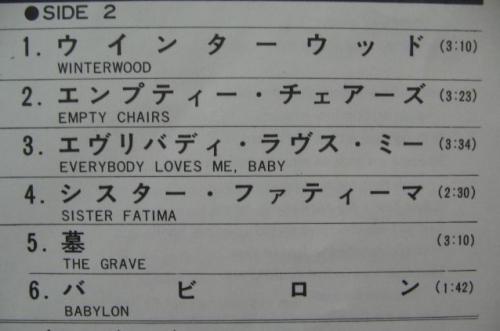 ●SIDE 2
1. ウインターウッド (3:10)
WINTERWOOD
2. エンプティー・チェアーズ (3:23)
EMPTY CHAIRS
3. エヴリバディ・ラヴス・ミー (3:34)
EVERYBODY LOVES ME, BABY
4. シスター・ファティーマ (2:30)
SISTER FATIMA
5. 墓 (3:10)
THE GRAVE
6. バビロン (1:42)
BABYLON